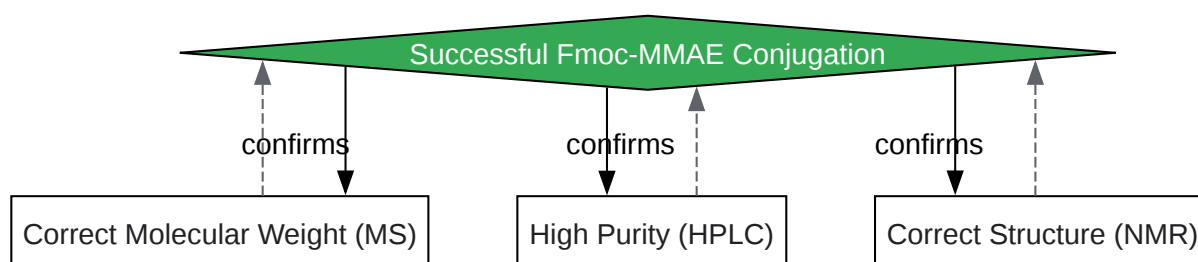 Successful Fmoc-MMAE Conjugation
confirms
confirms
confirms
Correct Molecular Weight (MS)
High Purity (HPLC)
Correct Structure (NMR)